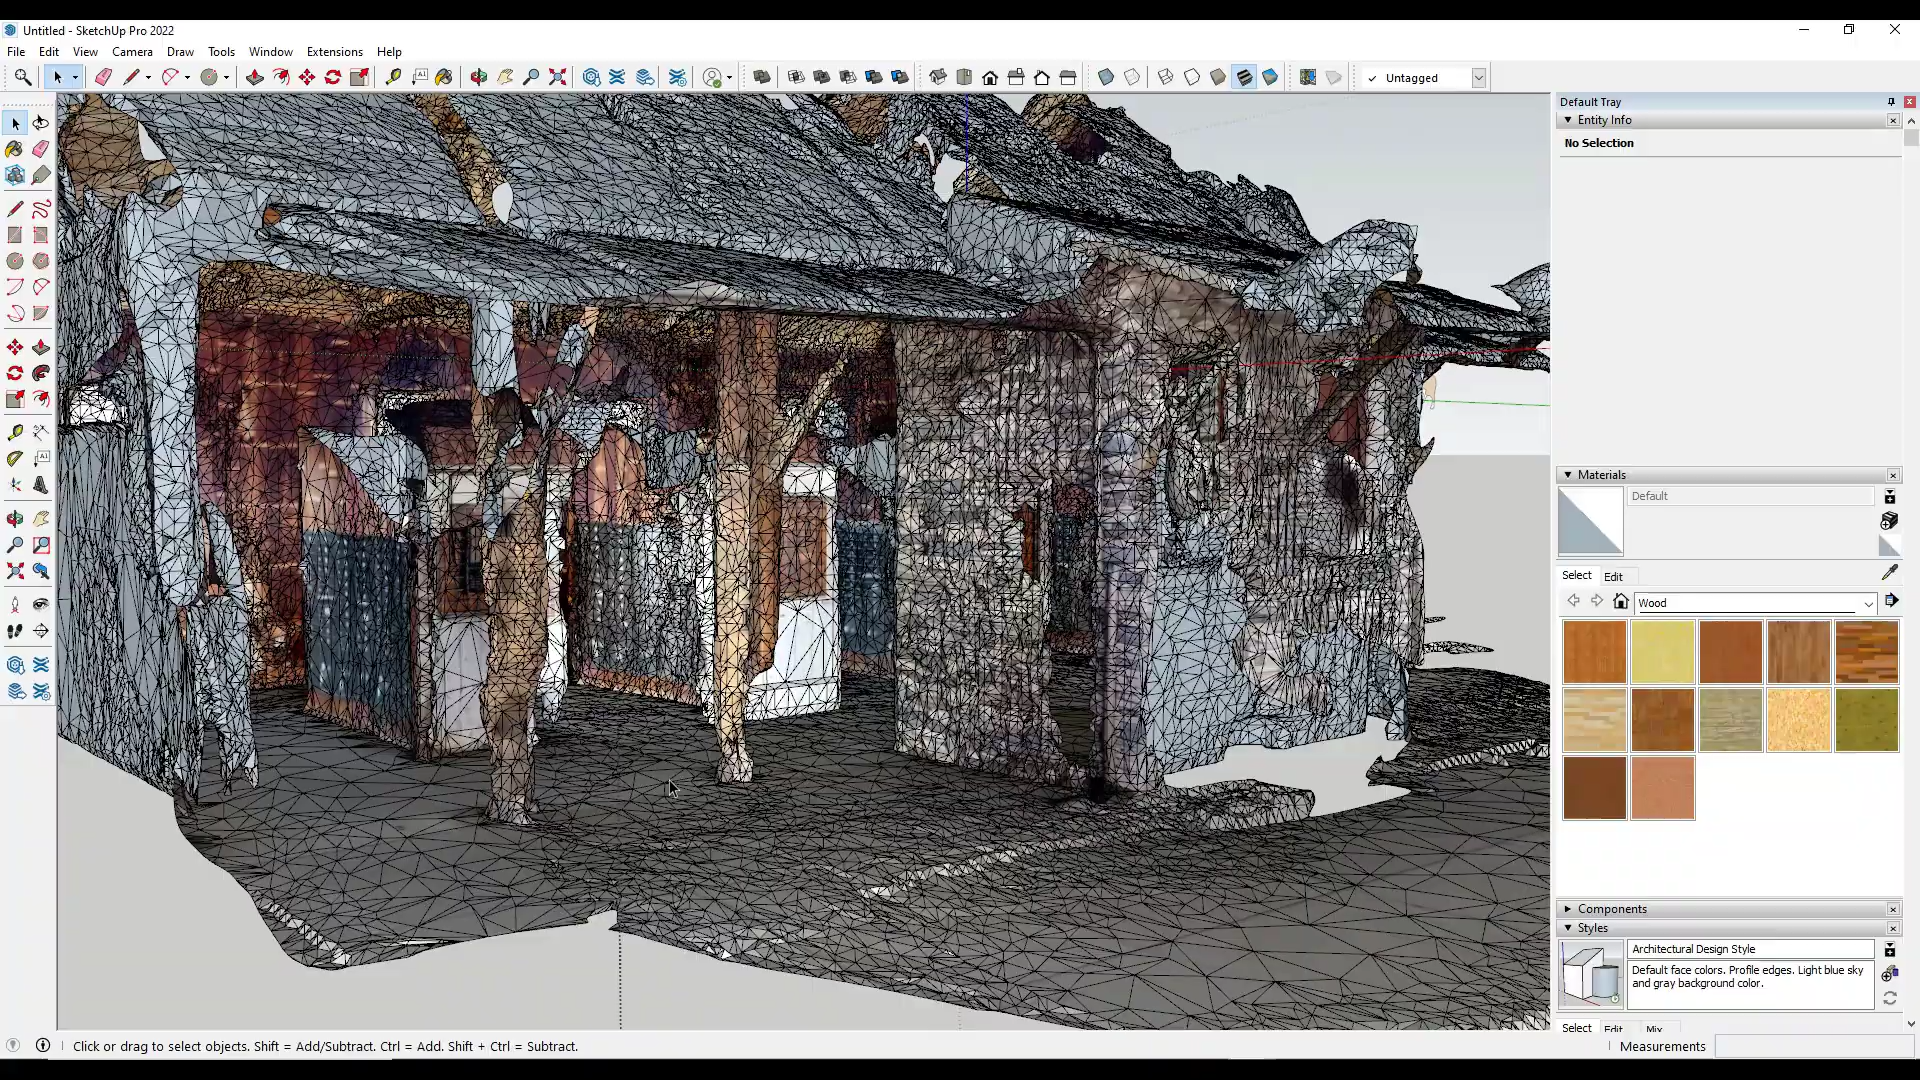 Untitled - SketchUp Pro 2022
File Edit View Camera Draw Tools Window Extensions Help
Untagged
Default Tray
Entity Info
No Selection
Materials
Default
Select Edit
Wood
Components
Styles
Architectural Design Style
Default face colors. Profile edges. Light blue sky
and gray background color.
Select Edit Mix
Click or drag to select objects. Shift = Add/Subtract. Ctrl = Add. Shift + Ctrl = Subtract.
Measurements